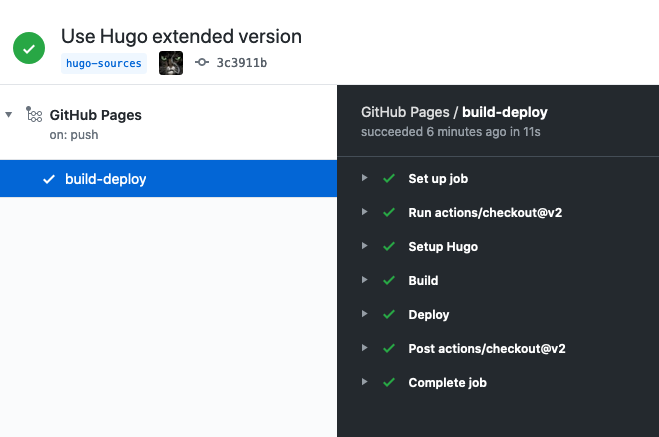 Use Hugo extended version
hugo-sources 3c3911b
GitHub Pages
on: push
build-deploy
GitHub Pages / build-deploy
succeeded 6 minutes ago in 11s
Set up job
Run actions/checkout@v2
Setup Hugo
Build
Deploy
Post actions/checkout@v2
Complete job